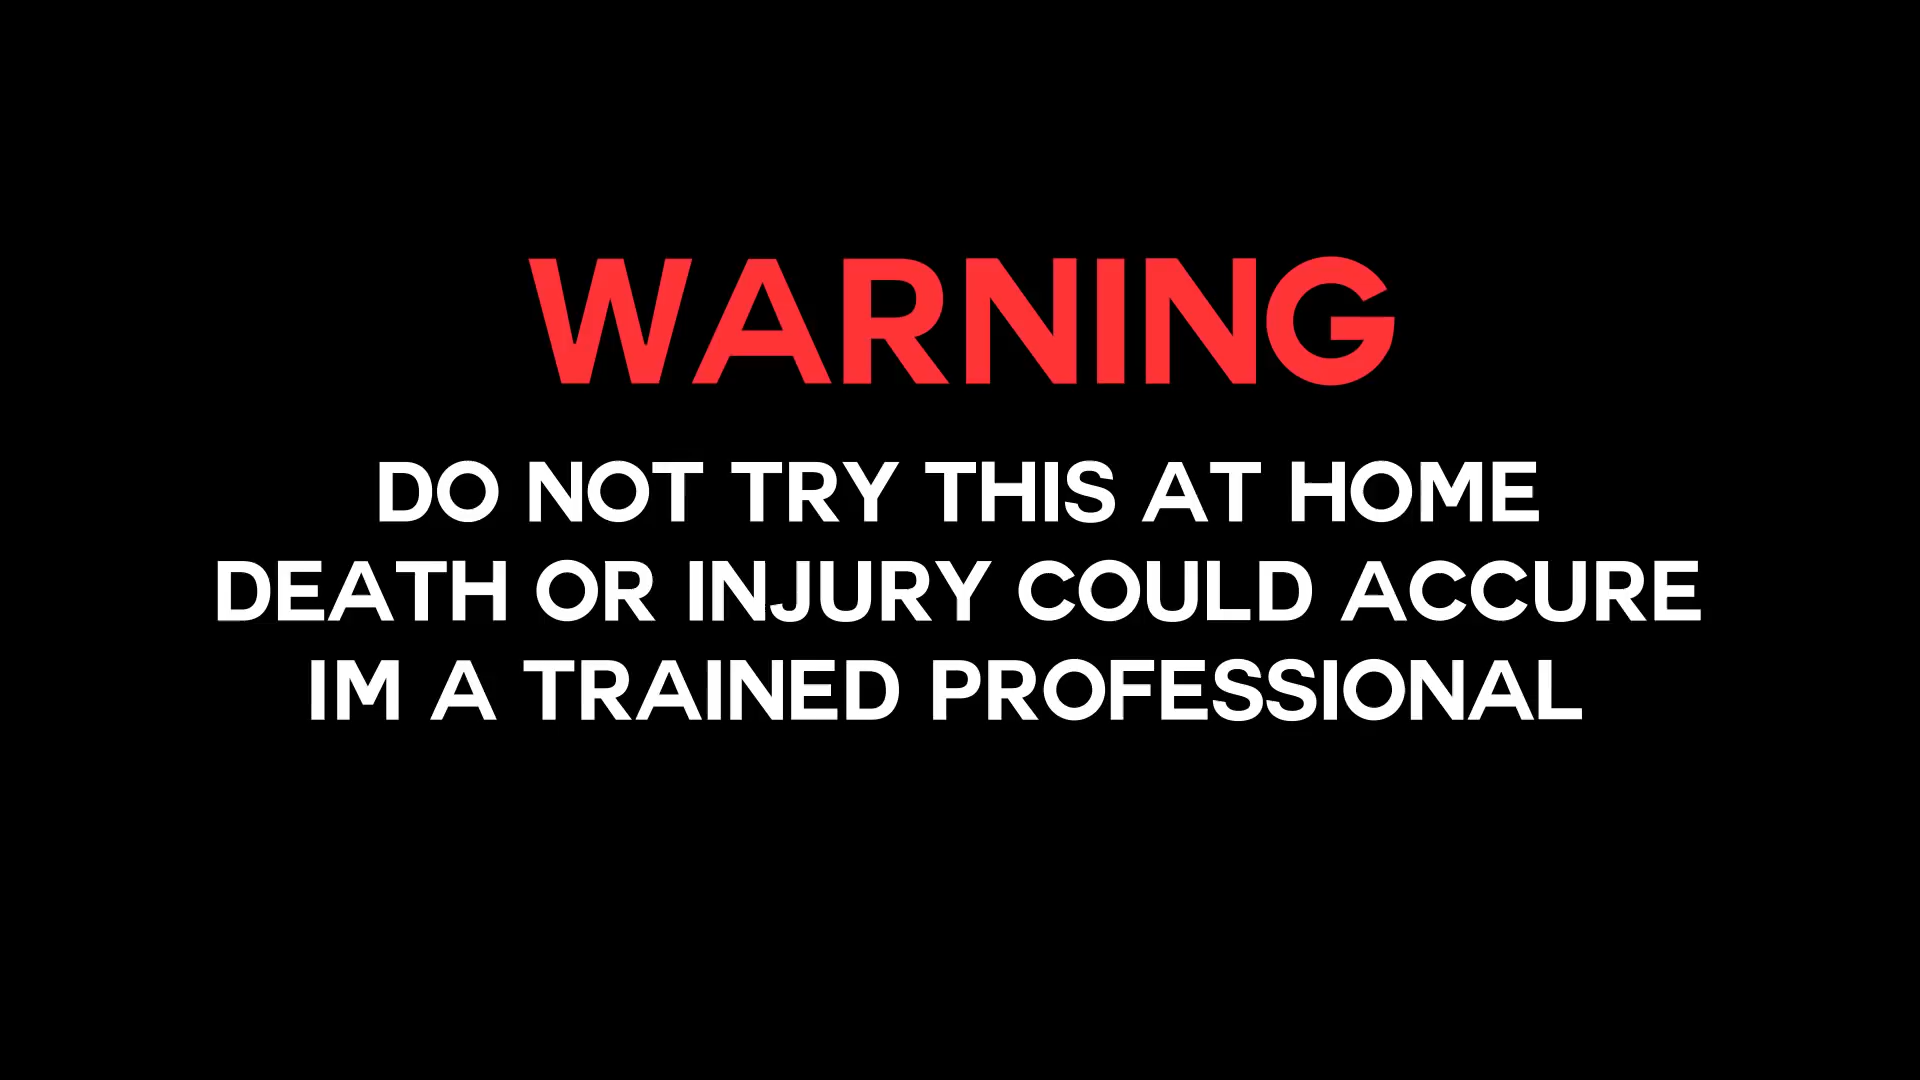 WARNING
DO NOT TRY THIS AT HOME
DEATH OR INJURY COULD ACCURE
IM A TRAINED PROFESSIONAL